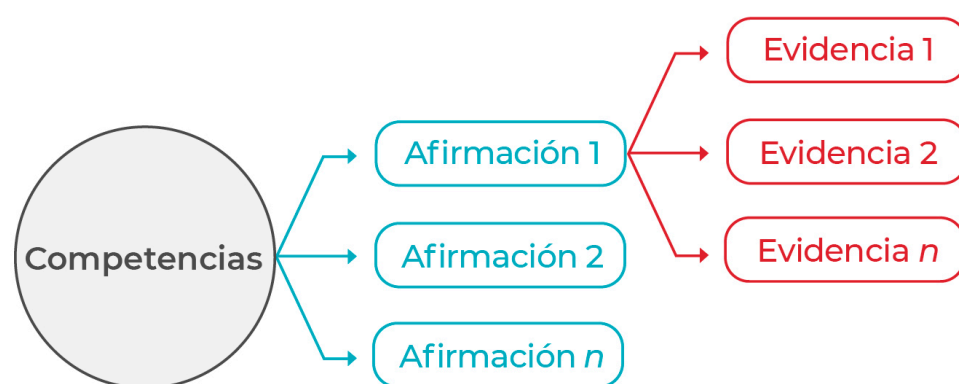 Competencias
Afirmación 1
Afirmación 2
Afirmación n
Evidencia 1
Evidencia 2
Evidencia n